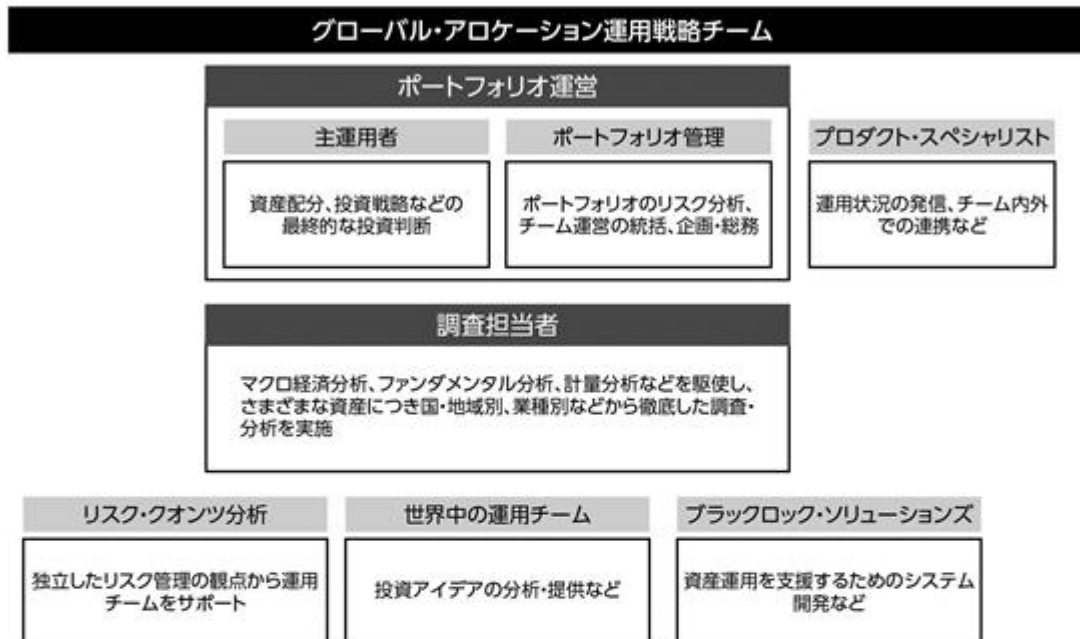 グローバル・アロケーション運用戦略チーム
ポートフォリオ運営
主運用者
資産配分、投資戦略などの
最終的な投資判断
ポートフォリオ管理
ポートフォリオのリスク分析、
チーム運営の統括、企画・総務
プロダクト・スペシャリスト
運用状況の発信、チーム内外
での連携など
調査担当者
マクロ経済分析、ファンダメンタル分析、計量分析などを駆使し、
さまざまな資産につき国・地域別、業種別などから徹底した調査・
分析を実施
リスク・クオンツ分析
独立したリスク管理の観点から運用
チームをサポート
世界中の運用チーム
投資アイデアの分析・提供など
ブラックロック・ソリューションズ
資産運用を支援するためのシステム
開発など